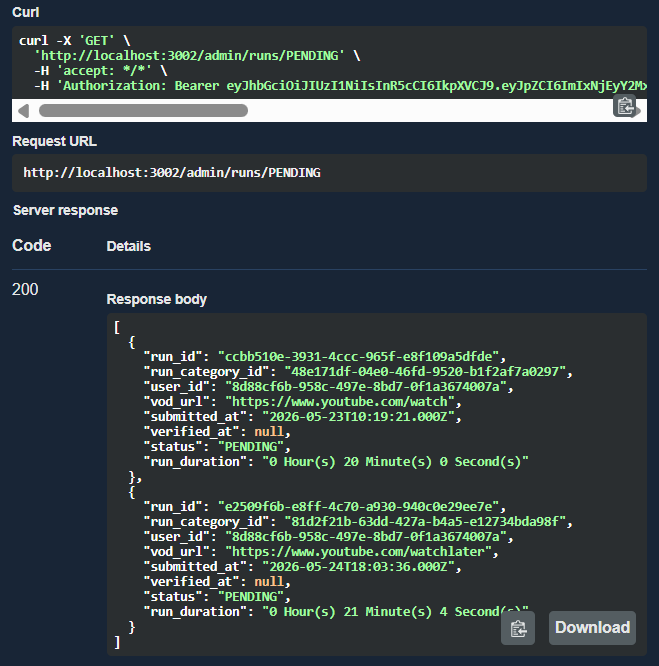 Curl
curl -X 'GET' \
  'http://localhost:3002/admin/runs/PENDING' \
  -H 'accept: */*' \
  -H 'Authorization: Bearer eyJhbGciOiJIUzI1NiIsInR5cCI6IkpXVCJ9.eyJpZCI6ImIxNjEyY2Mx
Request URL
http://localhost:3002/admin/runs/PENDING
Server response
Code Details
200
Response body
[
  {
    "run_id": "ccbb510e-3931-4ccc-965f-e8f109a5dfde",
    "run_category_id": "48e171df-04e0-46fd-9520-b1f2af7a0297",
    "user_id": "8d88cf6b-958c-497e-8bd7-0f1a3674007a",
    "vod_url": "https://www.youtube.com/watch",
    "submitted_at": "2026-05-23T10:19:21.000Z",
    "verified_at": null,
    "status": "PENDING",
    "run_duration": "0 Hour(s) 20 Minute(s) 0 Second(s)"
  },
  {
    "run_id": "e2509f6b-e8ff-4c70-a930-940c0e29ee7e",
    "run_category_id": "81d2f21b-63dd-427a-b4a5-e12734bda98f",
    "user_id": "8d88cf6b-958c-497e-8bd7-0f1a3674007a",
    "vod_url": "https://www.youtube.com/watchlater",
    "submitted_at": "2026-05-24T18:03:36.000Z",
    "verified_at": null,
    "status": "PENDING",
    "run_duration": "0 Hour(s) 21 Minute(s) 4 Second(s)"
  }
]
Download